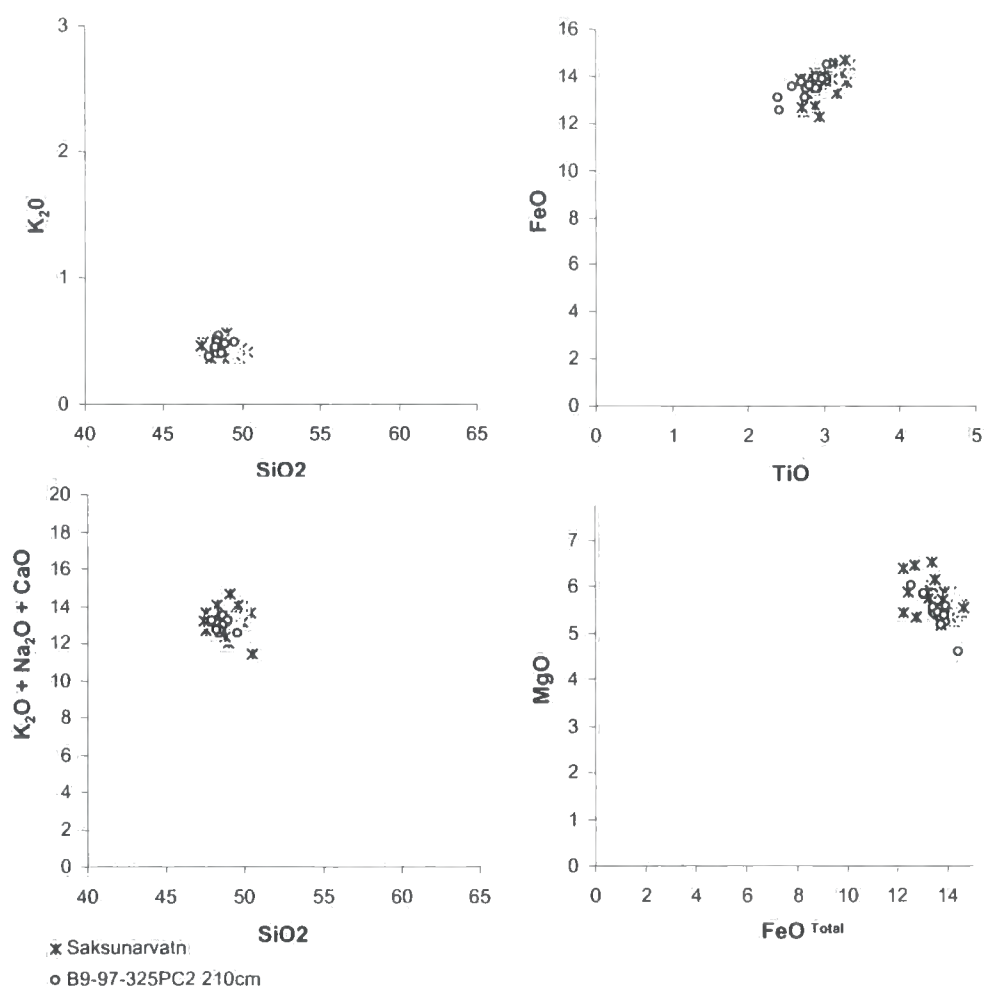 3
2
1
0
K₂0
40 45 50 55 60 65
SiO2
16
14
12
10
8
6
4
2
0
FeO
0 1 2 3 4 5
TiO
20
18
16
14
12
10
8
6
4
2
0
K₂O + Na₂O + CaO
40 45 50 55 60 65
SiO2
7
6
5
4
3
2
1
0
MgO
0 2 4 6 8 10 12 14
FeO Total
Saksunarvatn
B9-97-325PC2 210cm